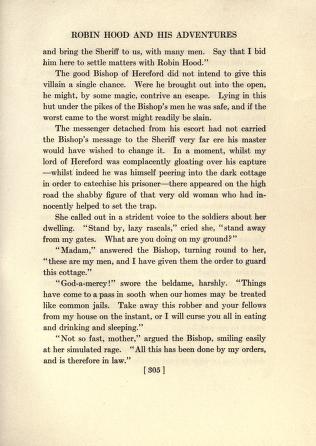 ROBIN HOOD AND HIS ADVENTURES
and bring the Sheriff to us, with many men. Say that I bid
him here to settle matters with Robin Hood."
The good Bishop of Hereford did not intend to give this
villain a single chance. Were he brought out into the open,
he might, by some magic, contrive an escape. Lying in this
hut under the pikes of the Bishop's men he was safe, and if the
worst came to the worst might readily be slain.
The messenger detached from his escort had not carried
the Bishop's message to the Sheriff very far ere his master
would have wished to change it. In a moment, whilst my
lord of Hereford was complacently gloating over his capture
—whilst indeed he was himself peering into the dark cottage
in order to catechise his prisoner—there appeared on the high
road the shabby figure of that very old woman who had in-
nocently helped to set the trap.
She called out in a strident voice to the soldiers about her
dwelling. "Stand by, lazy rascals," cried she, "stand away
from my gates. What are you doing on my ground?"
"Madam," answered the Bishop, turning round to her,
"these are my men, and I have given them the order to guard
this cottage."
"God-a-mercy!" swore the beldame, harshly. "Things
have come to a pass in sooth when our homes may be treated
like common jails. Take away this robber and your fellows
from my house on the instant, or I will curse you all in eating
and drinking and sleeping."
"Not so fast, mother," argued the Bishop, smiling easily
at her simulated rage. "All this has been done by my orders,
and is therefore in law."
[ 305 ]